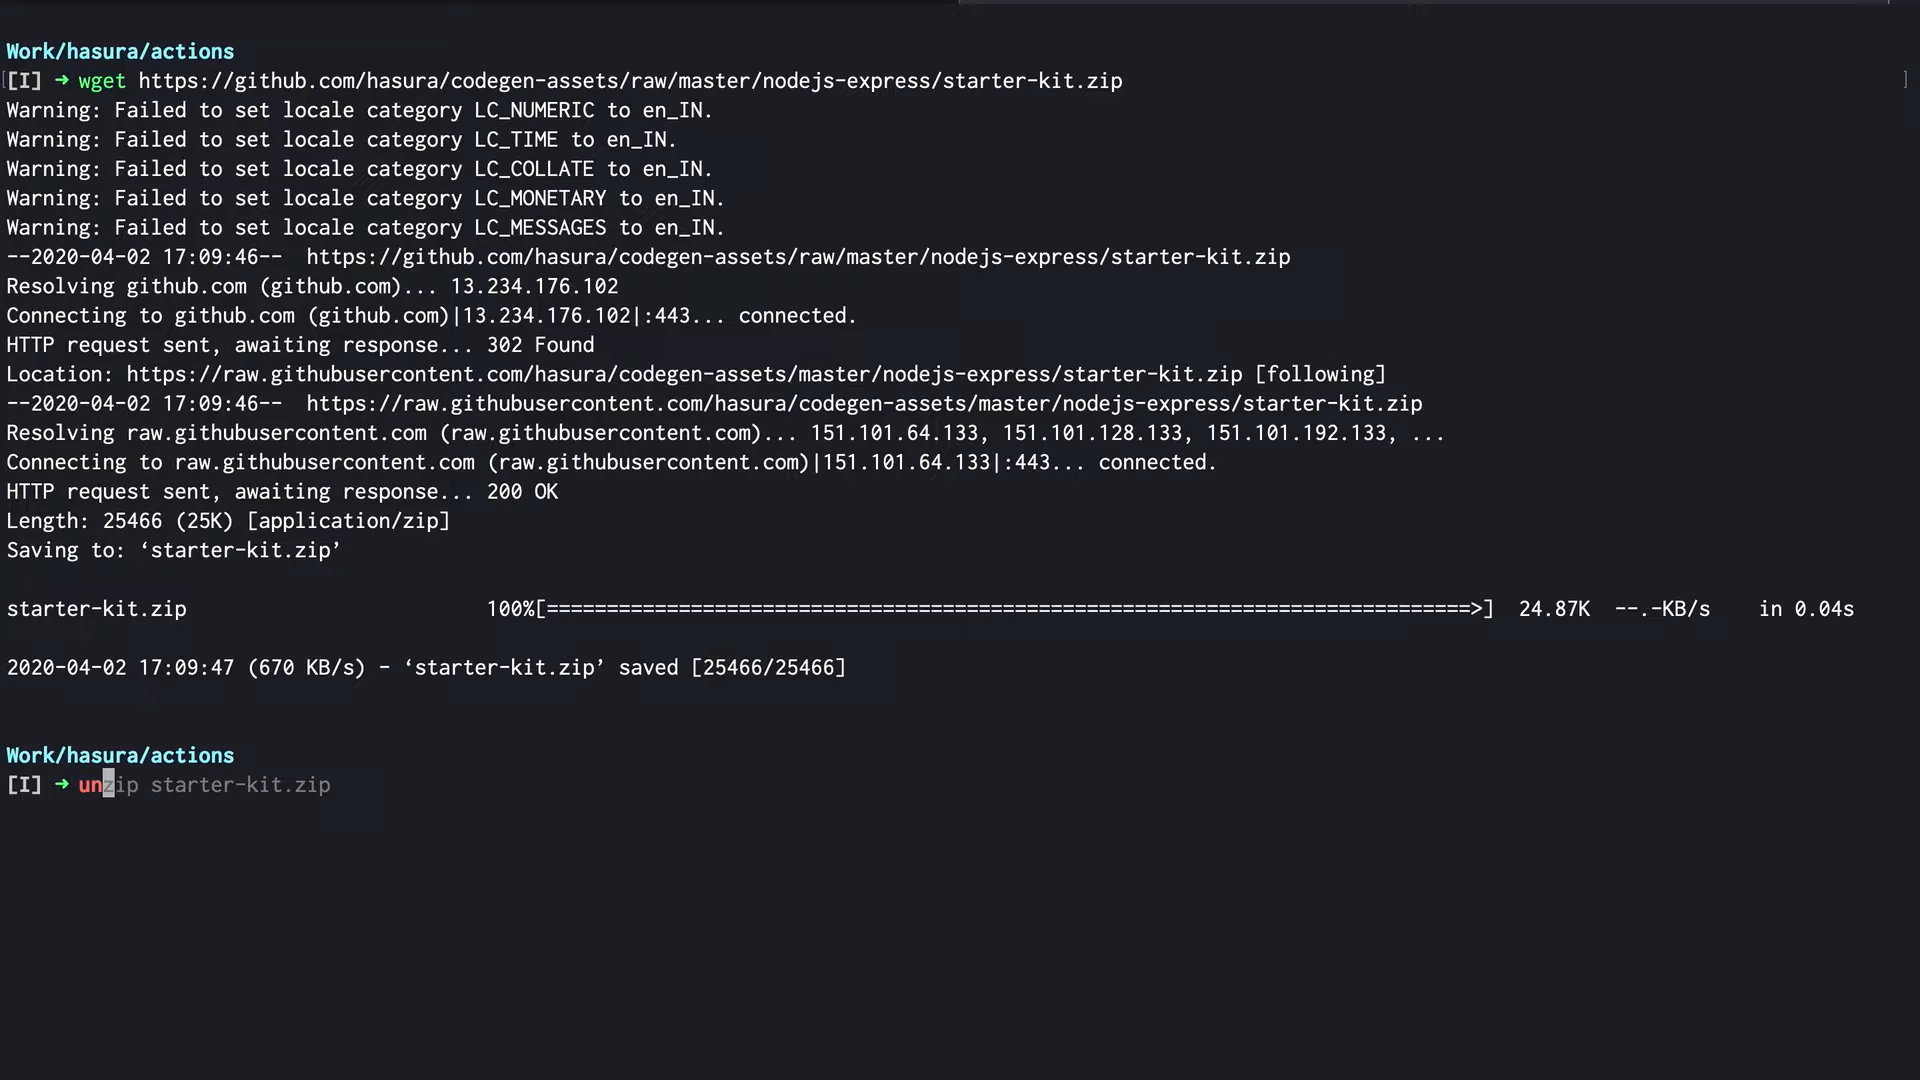 Work/hasura/actions
[I] ➜ wget https://github.com/hasura/codegen-assets/raw/master/nodejs-express/starter-kit.zip ]
Warning: Failed to set locale category LC_NUMERIC to en_IN.
Warning: Failed to set locale category LC_TIME to en_IN.
Warning: Failed to set locale category LC_COLLATE to en_IN.
Warning: Failed to set locale category LC_MONETARY to en_IN.
Warning: Failed to set locale category LC_MESSAGES to en_IN.
--2020-04-02 17:09:46--  https://github.com/hasura/codegen-assets/raw/master/nodejs-express/starter-kit.zip
Resolving github.com (github.com)... 13.234.176.102
Connecting to github.com (github.com)|13.234.176.102|:443... connected.
HTTP request sent, awaiting response... 302 Found
Location: https://raw.githubusercontent.com/hasura/codegen-assets/master/nodejs-express/starter-kit.zip [following]
--2020-04-02 17:09:46--  https://raw.githubusercontent.com/hasura/codegen-assets/master/nodejs-express/starter-kit.zip
Resolving raw.githubusercontent.com (raw.githubusercontent.com)... 151.101.64.133, 151.101.128.133, 151.101.192.133, ...
Connecting to raw.githubusercontent.com (raw.githubusercontent.com)|151.101.64.133|:443... connected.
HTTP request sent, awaiting response... 200 OK
Length: 25466 (25K) [application/zip]
Saving to: ‘starter-kit.zip’
starter-kit.zip 100%[=============================================================================>] 24.87K --.-KB/s in 0.04s
2020-04-02 17:09:47 (670 KB/s) - ‘starter-kit.zip’ saved [25466/25466]
Work/hasura/actions
[I] ➜ unzip starter-kit.zip